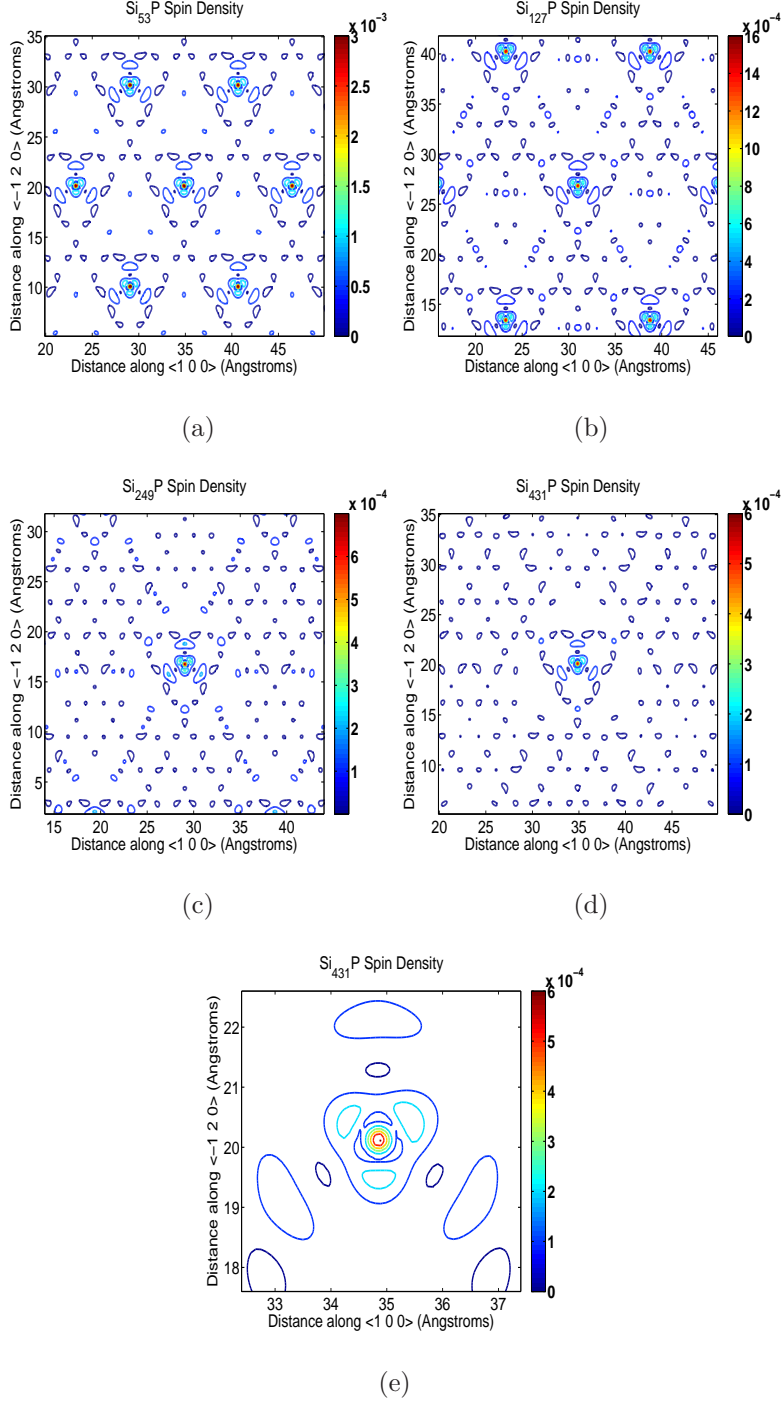 Si53P Spin Density
Distance along <−1 2 0> (Angstroms)
35
30
25
20
15
10
20 25 30 35 40 45
Distance along <1 0 0> (Angstroms)
x 10−3
3
2.5
2
1.5
1
0.5
0
(a)
Si127P Spin Density
Distance along <−1 2 0> (Angstroms)
40
35
30
25
20
15
20 25 30 35 40 45
Distance along <1 0 0> (Angstroms)
x 10−4
16
14
12
10
8
6
4
2
0
(b)
Si249P Spin Density
Distance along <−1 2 0> (Angstroms)
30
25
20
15
10
5
15 20 25 30 35 40
Distance along <1 0 0> (Angstroms)
x 10−4
6
5
4
3
2
1
(c)
Si431P Spin Density
Distance along <−1 2 0> (Angstroms)
35
30
25
20
15
10
20 25 30 35 40 45
Distance along <1 0 0> (Angstroms)
x 10−4
6
5
4
3
2
1
0
(d)
Si431P Spin Density
Distance along <−1 2 0> (Angstroms)
22
21
20
19
18
33 34 35 36 37
Distance along <1 0 0> (Angstroms)
x 10−4
6
5
4
3
2
1
0
(e)